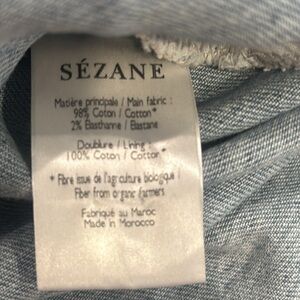 SÉZANE
Matière principale / Main fabric :
98% Coton / Cotton*
2% Elasthanne / Elastane
Doublure / Lining :
100% Coton / Cotton*
* Fibre issue de l'agriculture biologique /
Fiber from organic farmers
Fabriqué au Maroc
Made in Morocco